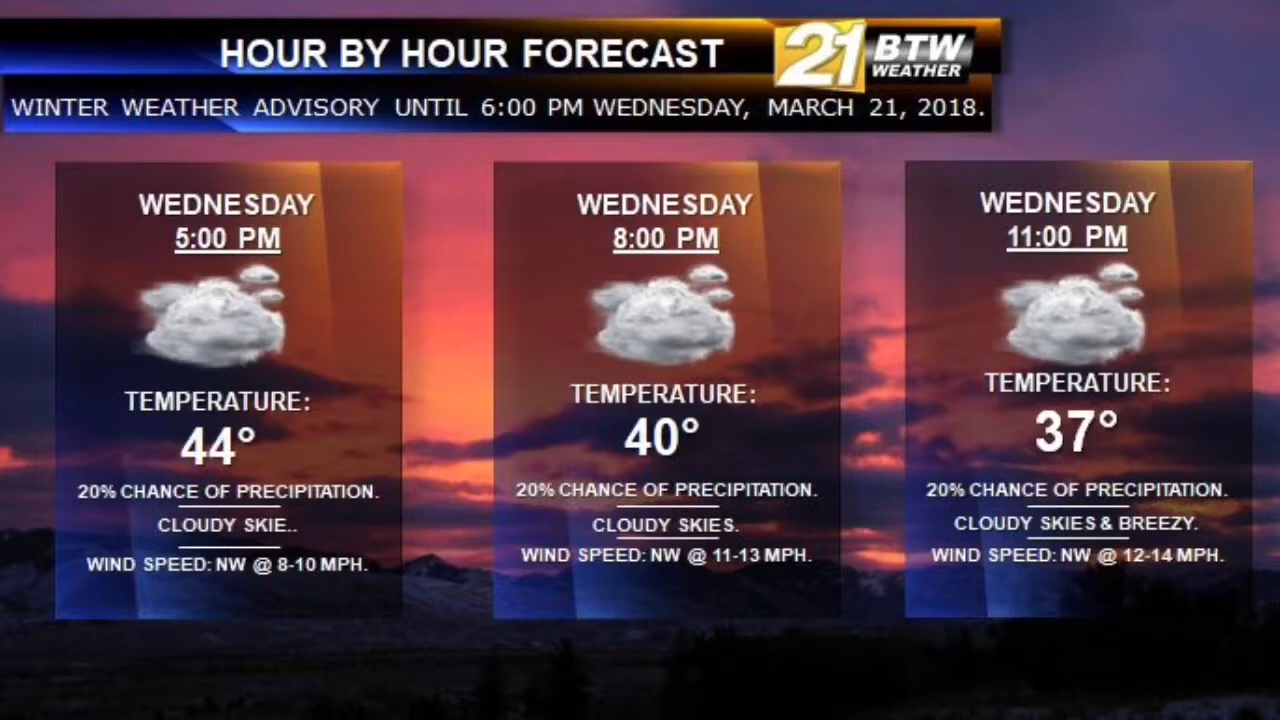 HOUR BY HOUR FORECAST
21 BTW
WEATHER
WINTER WEATHER ADVISORY UNTIL 6:00 PM WEDNESDAY, MARCH 21, 2018.
WEDNESDAY
5:00 PM
TEMPERATURE:
44°
20% CHANCE OF PRECIPITATION.
CLOUDY SKIE..
WIND SPEED: NW @ 8-10 MPH.
WEDNESDAY
8:00 PM
TEMPERATURE:
40°
20% CHANCE OF PRECIPITATION.
CLOUDY SKIES.
WIND SPEED: NW @ 11-13 MPH.
WEDNESDAY
11:00 PM
TEMPERATURE:
37°
20% CHANCE OF PRECIPITATION.
CLOUDY SKIES & BREEZY.
WIND SPEED: NW @ 12-14 MPH.